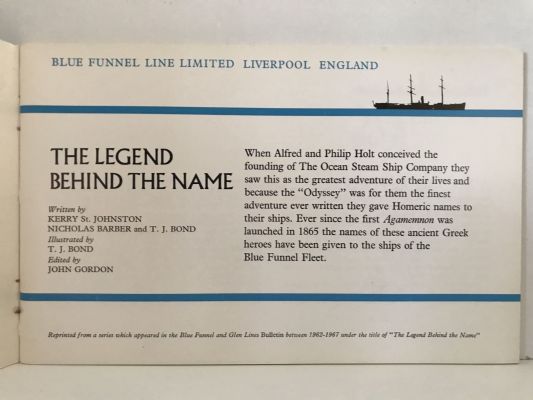 BLUE FUNNEL LINE LIMITED LIVERPOOL ENGLAND
THE LEGEND
BEHIND THE NAME
Written by
KERRY St. JOHNSTON
NICHOLAS BARBER and T. J. BOND
Illustrated by
T. J. BOND
Edited by
JOHN GORDON
When Alfred and Philip Holt conceived the
founding of The Ocean Steam Ship Company they
saw this as the greatest adventure of their lives and
because the “Odyssey” was for them the finest
adventure ever written they gave Homeric names to
their ships. Ever since the first Agamemnon was
launched in 1865 the names of these ancient Greek
heroes have been given to the ships of the
Blue Funnel Fleet.
Reprinted from a series which appeared in the Blue Funnel and Glen Lines Bulletin between 1962-1967 under the title of “The Legend Behind the Name”